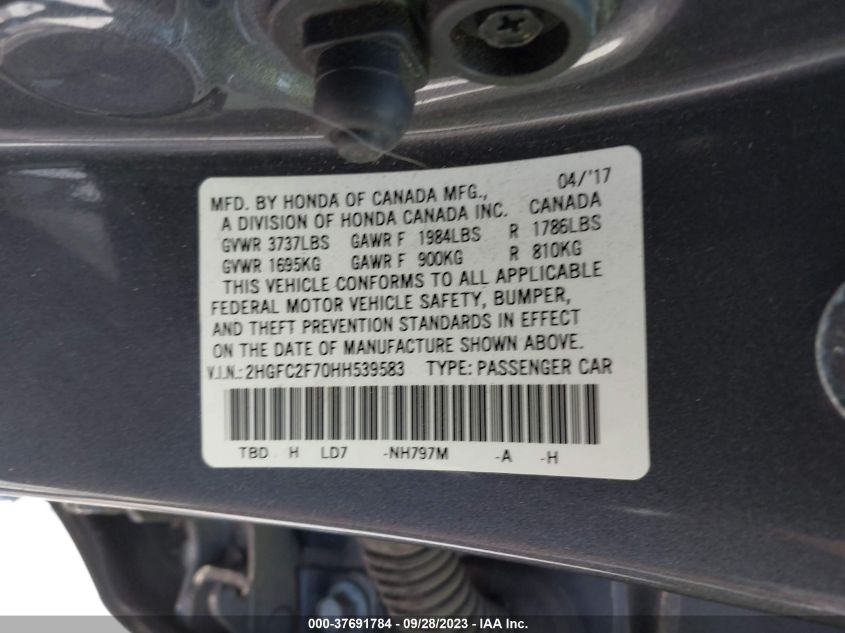 MFD. BY HONDA OF CANADA MFG., 04/'17
A DIVISION OF HONDA CANADA INC. CANADA
GVWR 3737LBS GAWR F 1984LBS R 1786LBS
GVWR 1695KG GAWR F 900KG R 810KG
THIS VEHICLE CONFORMS TO ALL APPLICABLE
FEDERAL MOTOR VEHICLE SAFETY, BUMPER,
AND THEFT PREVENTION STANDARDS IN EFFECT
ON THE DATE OF MANUFACTURE SHOWN ABOVE.
V.I.N.: 2HGFC2F70HH539583 TYPE: PASSENGER CAR
TBD H LD7 -NH797M -A -H
000-37691784 / 09/28/2023 - IAA Inc.